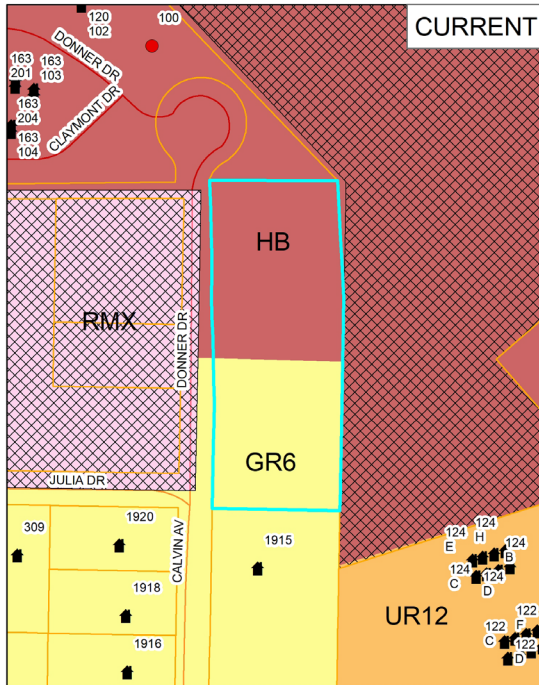 CURRENT
120
102
100
DONNER DR
163
201
163
103
163
204
CLAYMONT DR
163
104
HB
RMX
DONNER DR
GR6
JULIA DR
CALVIN AV
309
1920
1915
1918
1916
124
E
124
H
124
B
124
C
124
D
UR12
122
C
122
F
122
D